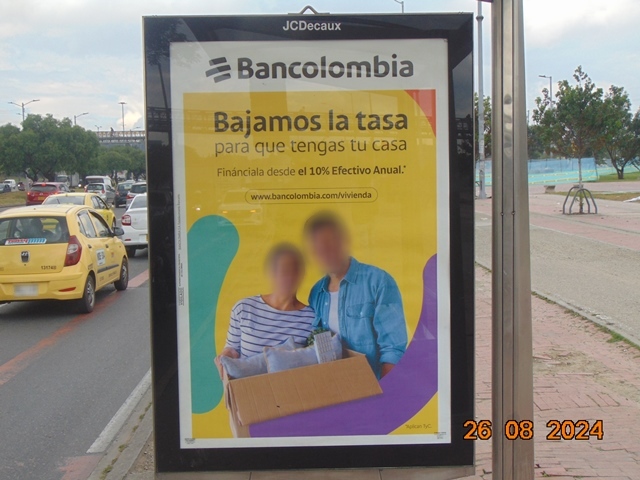 JCDecaux
Bancolombia
Bajamos la tasa
para que tengas tu casa
Finánciala desde el 10% Efectivo Anual.*
www.bancolombia.com/vivienda
26 08 2024